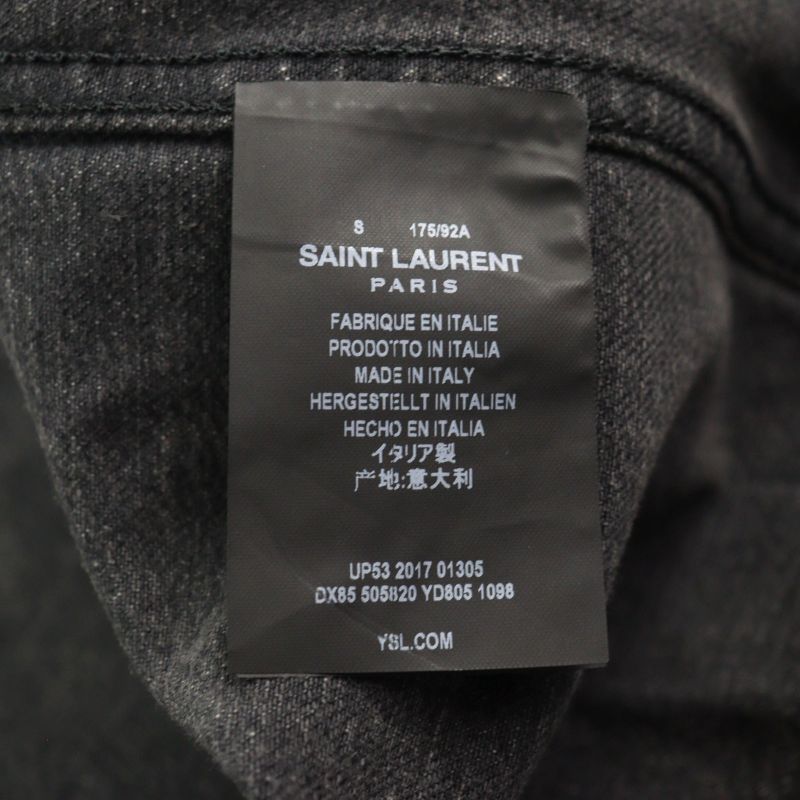 S 175/92A
SAINT LAURENT
PARIS
FABRIQUE EN ITALIE
PRODOTTO IN ITALIA
MADE IN ITALY
HERGESTELLT IN ITALIEN
HECHO EN ITALIA
イタリア製
产地:意大利
UP53 2017 01305
DX85 505820 YD805 1098
YSL.COM